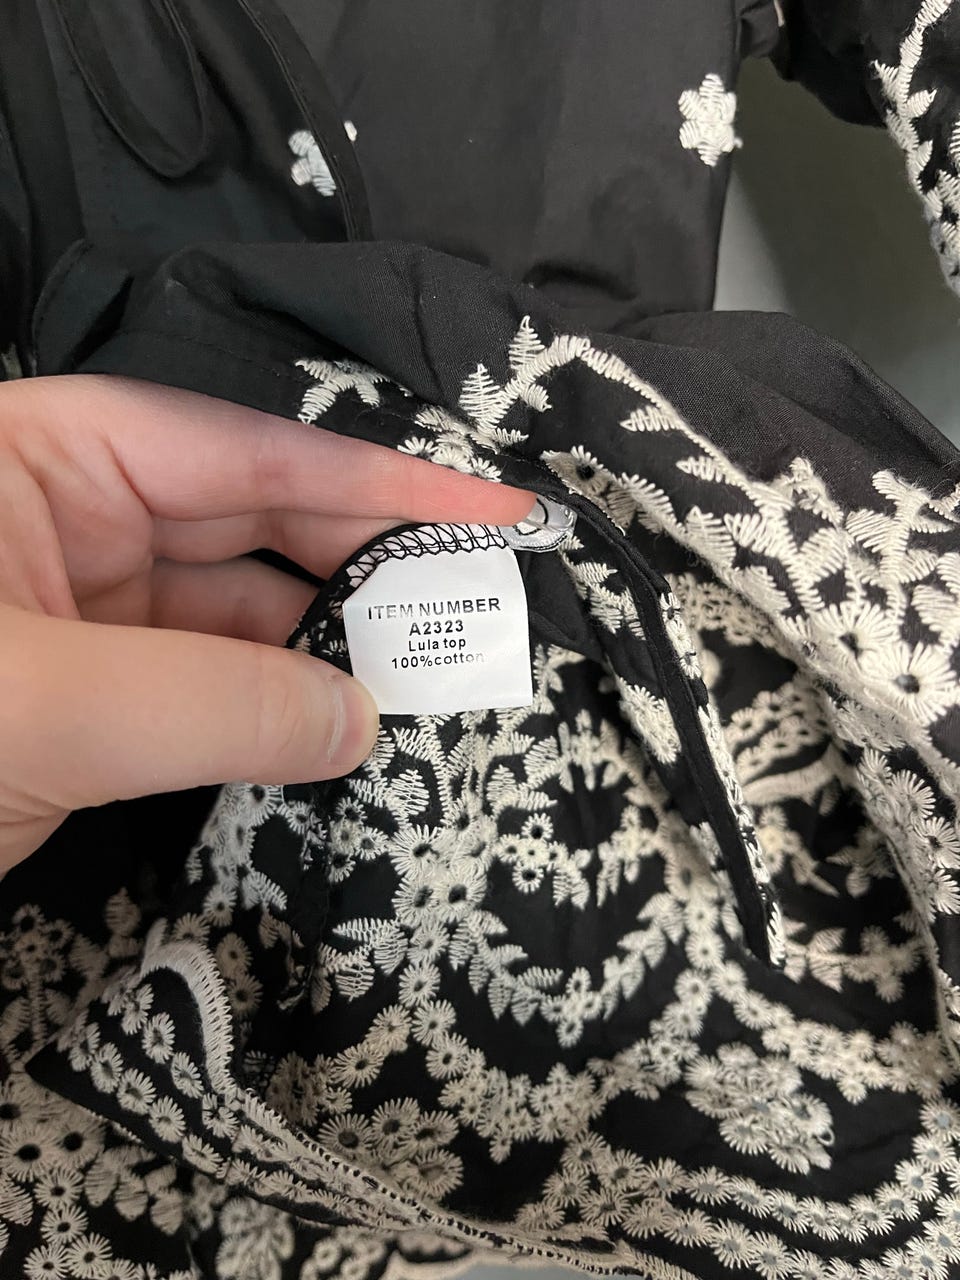 ITEM NUMBER
A2323
Lula top
100%cotton